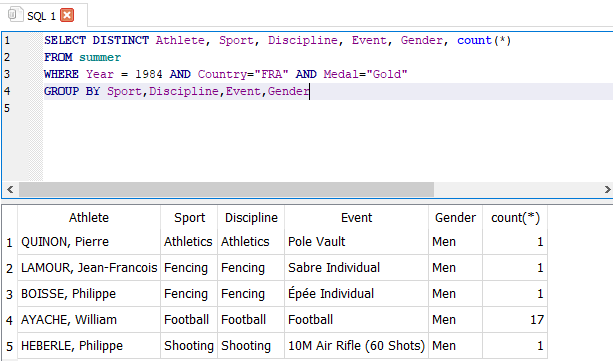 SQL 1
1 SELECT DISTINCT Athlete, Sport, Discipline, Event, Gender, count(*)
2 FROM summer
3 WHERE Year = 1984 AND Country="FRA" AND Medal="Gold"
4 GROUP BY Sport,Discipline,Event,Gender
5
Athlete Sport Discipline Event Gender count(*)
1 QUINON, Pierre Athletics Athletics Pole Vault Men 1
2 LAMOUR, Jean-Francois Fencing Fencing Sabre Individual Men 1
3 BOISSE, Philippe Fencing Fencing Épée Individual Men 1
4 AYACHE, William Football Football Football Men 17
5 HEBERLE, Philippe Shooting Shooting 10M Air Rifle (60 Shots) Men 1